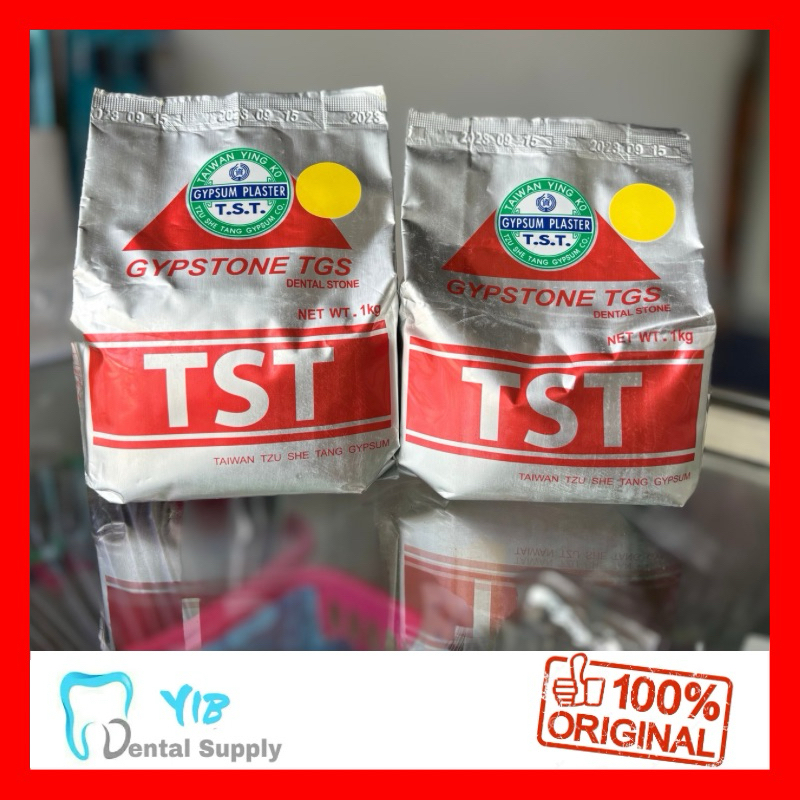 2023 09 15 2023 09 15 2023
TAIWAN YING KO
GYPSUM PLASTER
T.S.T.
TZU SHE TANG GYPSUM CO.
GYPSTONE TGS
DENTAL STONE
NET WT. 1kg
TST
TAIWAN TZU SHE TANG GYPSUM
2023 09 15 2023 09 15
TAIWAN YING KO
GYPSUM PLASTER
T.S.T.
TZU SHE TANG GYPSUM CO.
GYPSTONE TGS
DENTAL STONE
NET WT. 1kg
TST
TAIWAN TZU SHE TANG GYPSUM
YIB
Dental Supply
100%
ORIGINAL